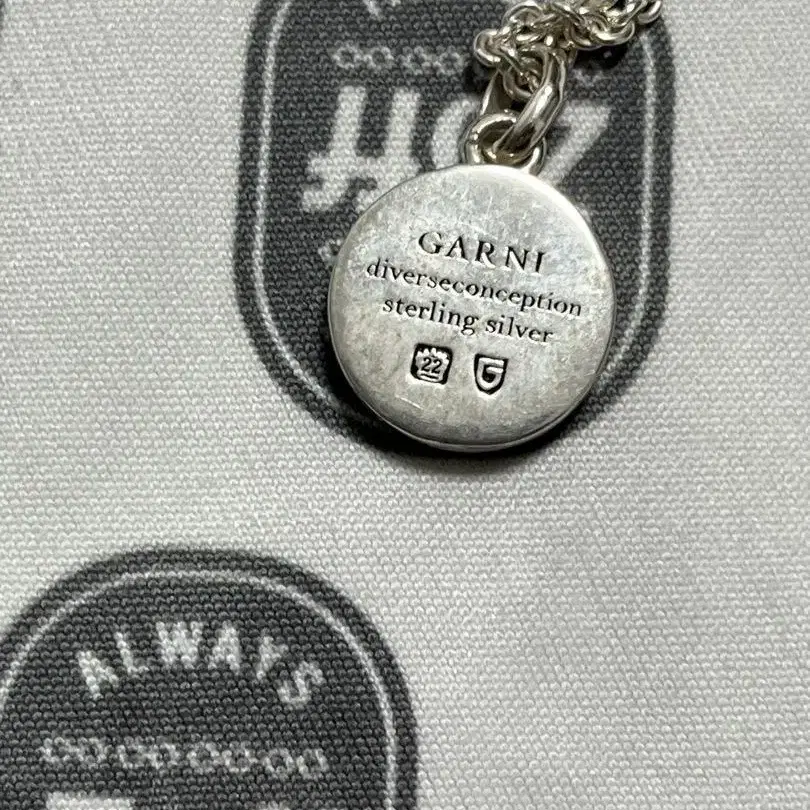 GARNI
diverseconception
sterling silver
22 G
ALWAYS